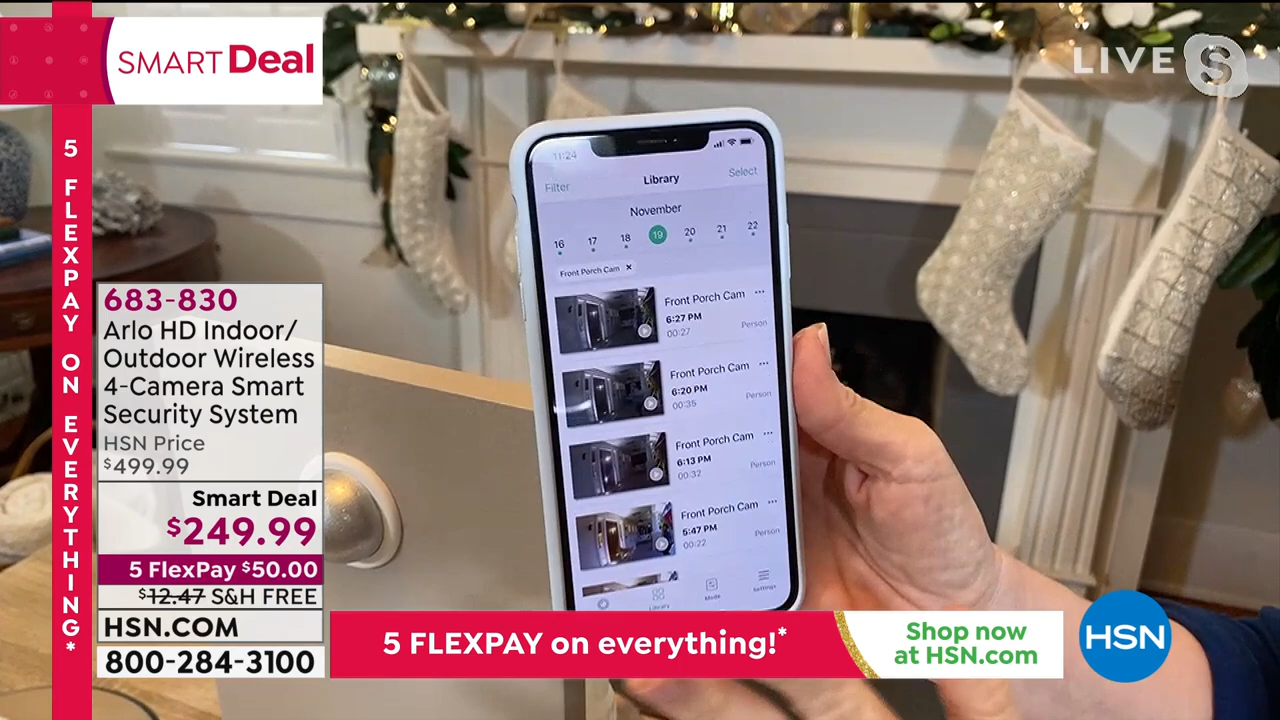 SMART Deal
LIVE S
5 FLEXPAY ON EVERYTHING!*
683-830
Arlo HD Indoor/
Outdoor Wireless
4-Camera Smart
Security System
HSN Price
$499.99
Smart Deal
$249.99
5 FlexPay $50.00
$12.47 S&H FREE
HSN.COM
800-284-3100
11:24
Filter Library Select
November
16 17 18 19 20 21 22
Front Porch Cam ×
Front Porch Cam ···
6:27 PM
00:27 Person
Front Porch Cam ···
6:20 PM
00:35 Person
Front Porch Cam ···
6:13 PM
00:32 Person
Front Porch Cam ···
5:47 PM
00:22 Person
Library Mode Settings
5 FLEXPAY on everything!*
Shop now
at HSN.com
HSN